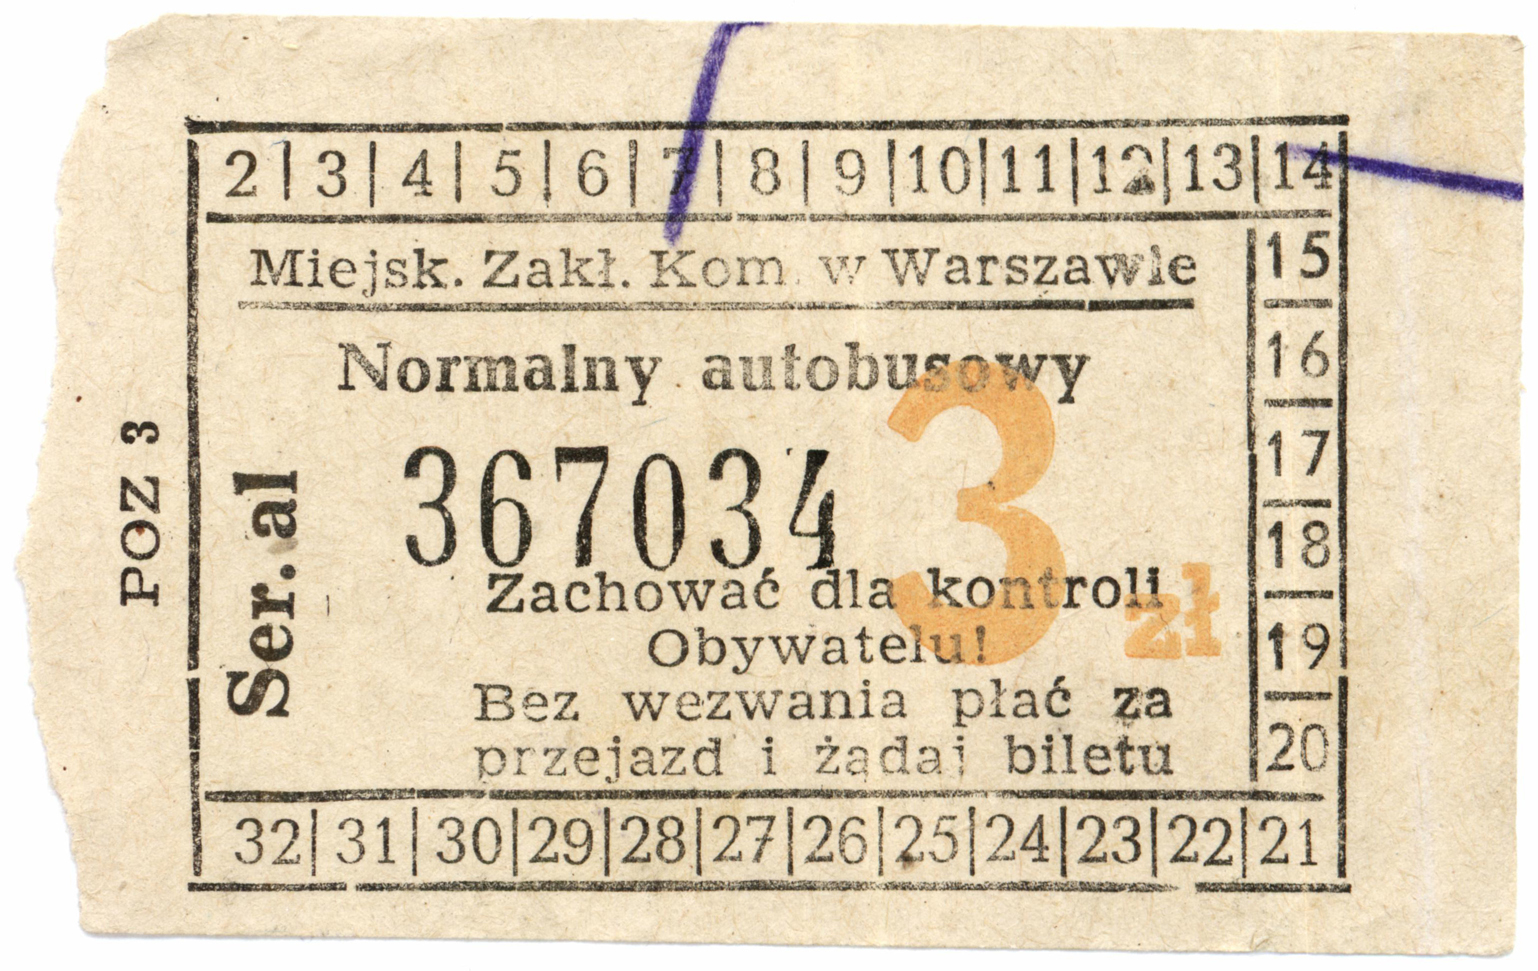 2 | 3 | 4 | 5 | 6 | 7 | 8 | 9 | 10 | 11 | 12 | 13 | 14
Miejsk. Zakł. Kom. w Warszawie
Normalny autobusowy
367034
3 zł
Zachować dla kontroli
Obywatelu!
Bez wezwania płać za
przejazd i żądaj biletu
Ser. al
POZ 3
15
16
17
18
19
20
32 | 31 | 30 | 29 | 28 | 27 | 26 | 25 | 24 | 23 | 22 | 21